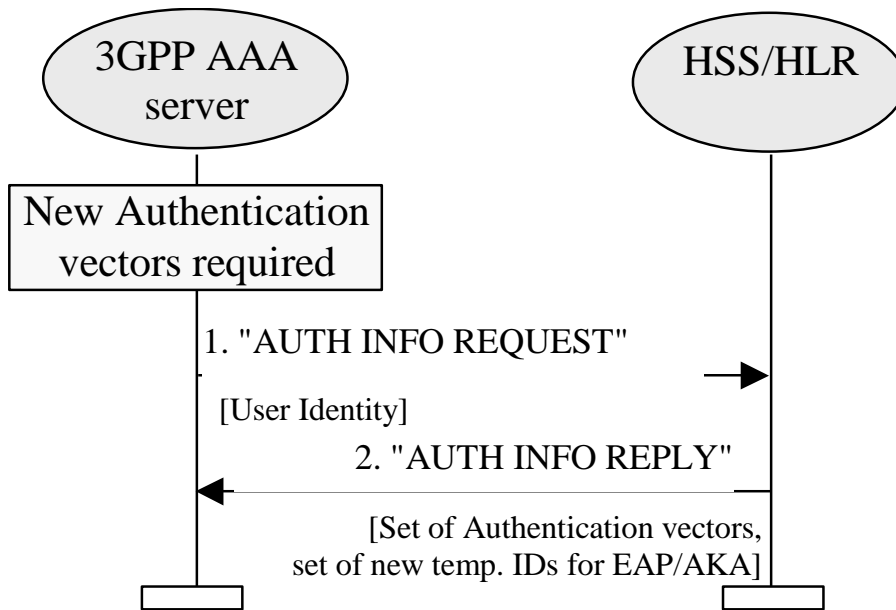 3GPP AAA
server
HSS/HLR
New Authentication
vectors required
1. "AUTH INFO REQUEST"
[User Identity]
2. "AUTH INFO REPLY"
[Set of Authentication vectors,
set of new temp. IDs for EAP/AKA]